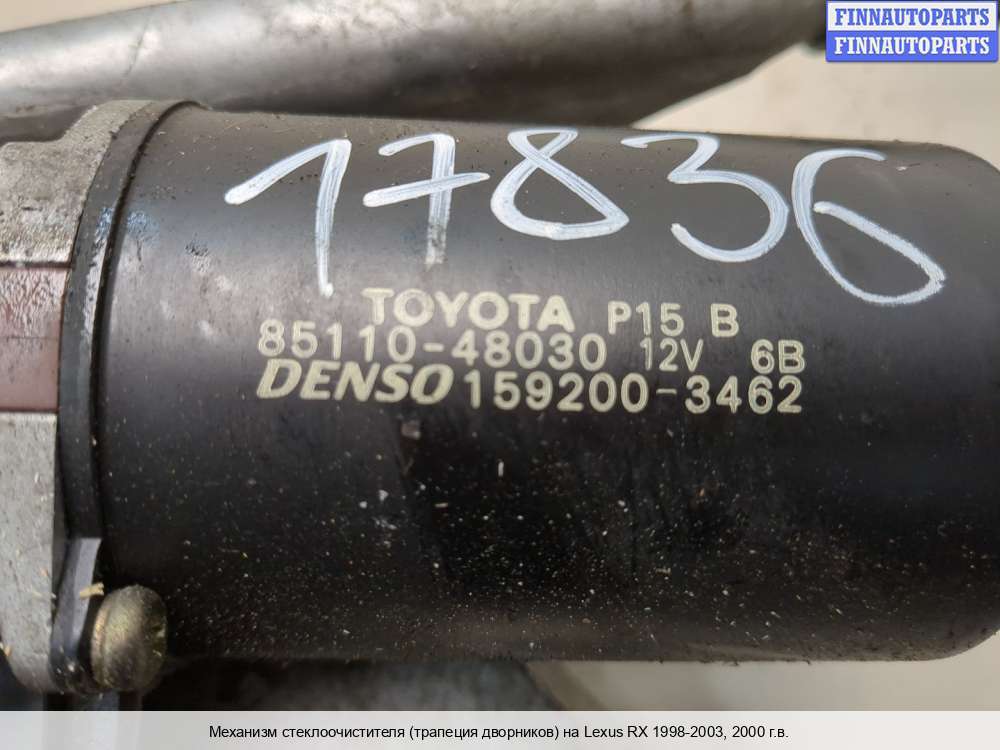 FINNAUTOPARTS
FINNAUTOPARTS
17836
TOYOTA P15 B
85110-48030 12V 6B
DENSO 159200-3462
Механизм стеклоочистителя (трапеция дворников) на Lexus RX 1998-2003, 2000 г.в.